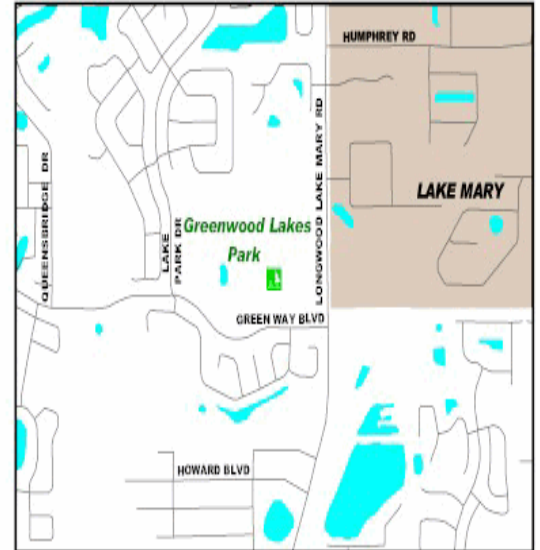 HUMPHREY RD
LONGWOOD LAKE MARY RD
QUEENSBRIDGE DR
LAKE MARY
Greenwood Lakes
Park
LAKE
PARK DR
GREEN WAY BLVD
HOWARD BLVD